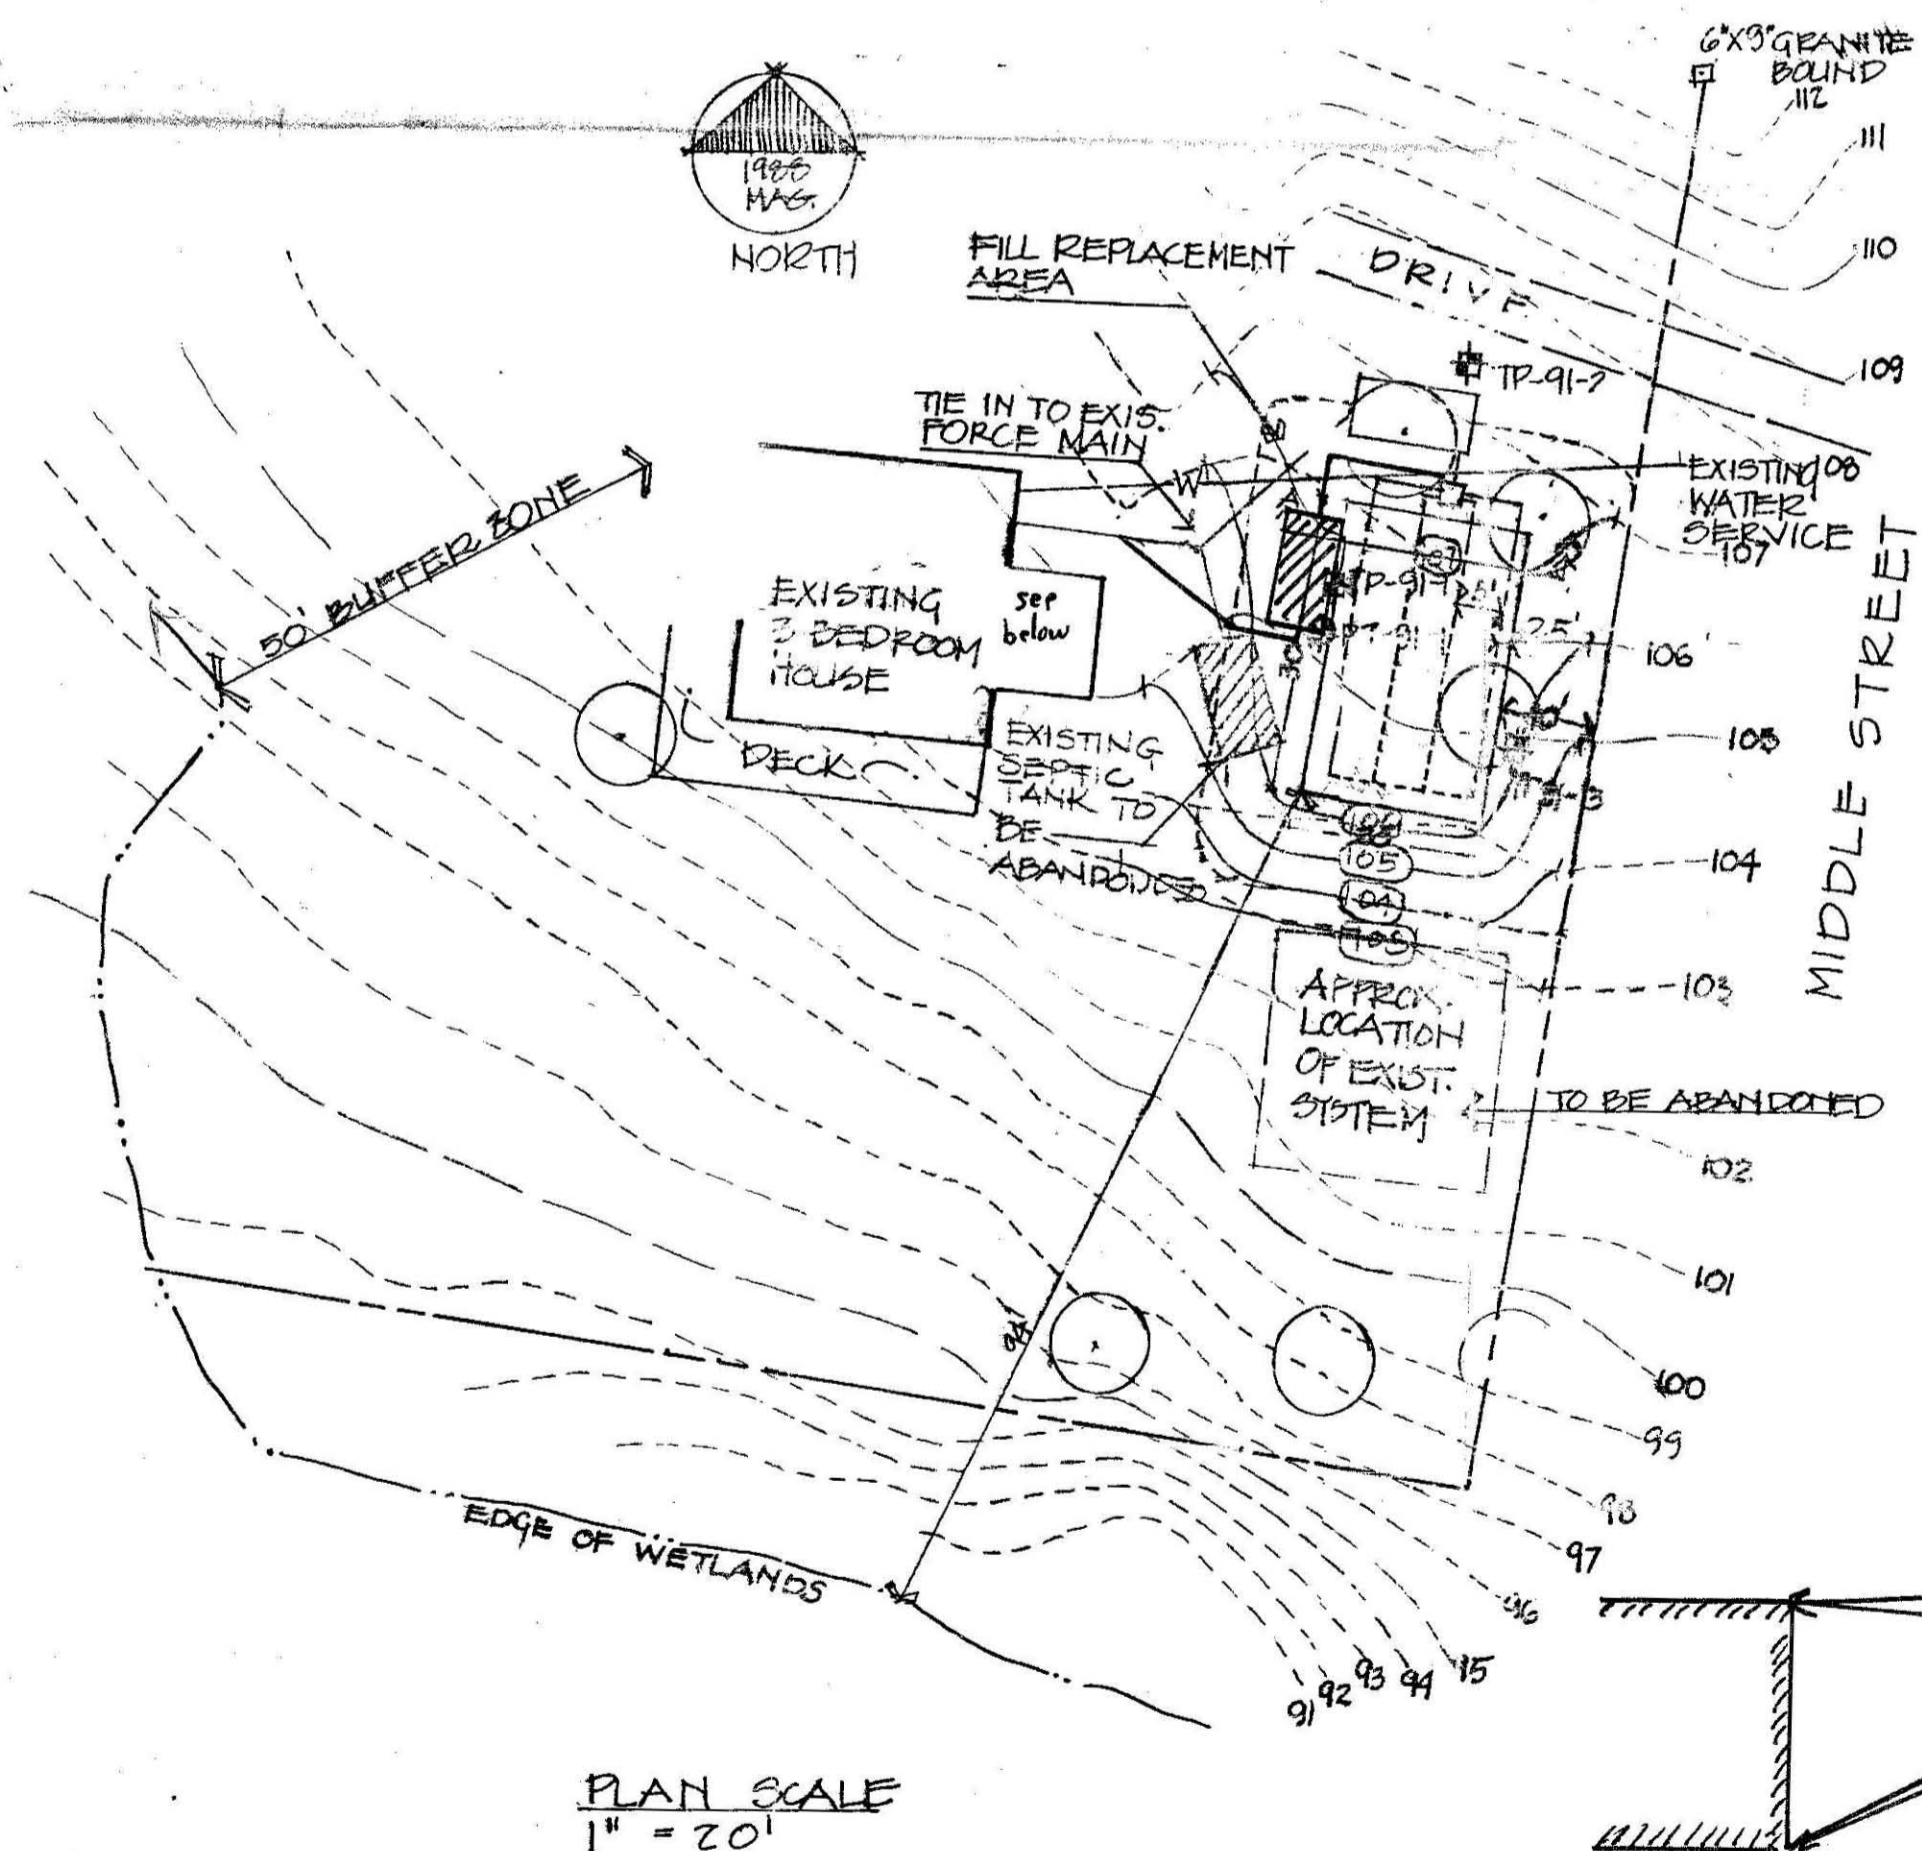 6"X9" GRANITE
BOUND
112
111
110
109
1988
MAG.
NORTH
FILL REPLACEMENT
AREA
DRIVE
TP-91-2
TIE IN TO EXIS.
FORCE MAIN
W
EXISTING
WATER
SERVICE
108
107
50' BUFFER ZONE
EXISTING
3 BEDROOM
HOUSE
see
below
25'
106
105
DECK
EXISTING
SEPTIC
TANK TO
BE
ABANDONED
MIDDLE STREET
106
105
104
103
104
103
APPROX.
LOCATION
OF EXIST.
SYSTEM
TO BE ABANDONED
102
101
94'
100
99
98
97
96
15
94
93
92
91
EDGE OF WETLANDS
PLAN SCALE
1" = 20'